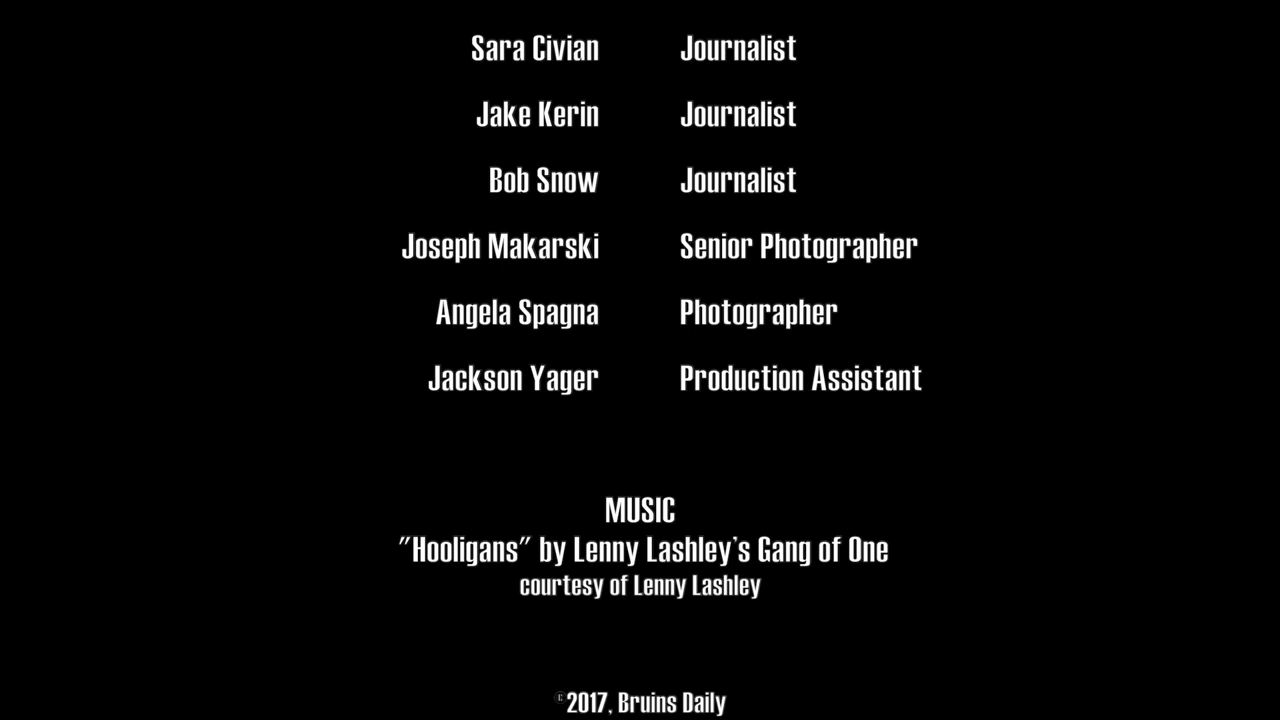 Sara Civian Journalist
Jake Kerin Journalist
Bob Snow Journalist
Joseph Makarski Senior Photographer
Angela Spagna Photographer
Jackson Yager Production Assistant
MUSIC
"Hooligans" by Lenny Lashley's Gang of One
courtesy of Lenny Lashley
©2017, Bruins Daily